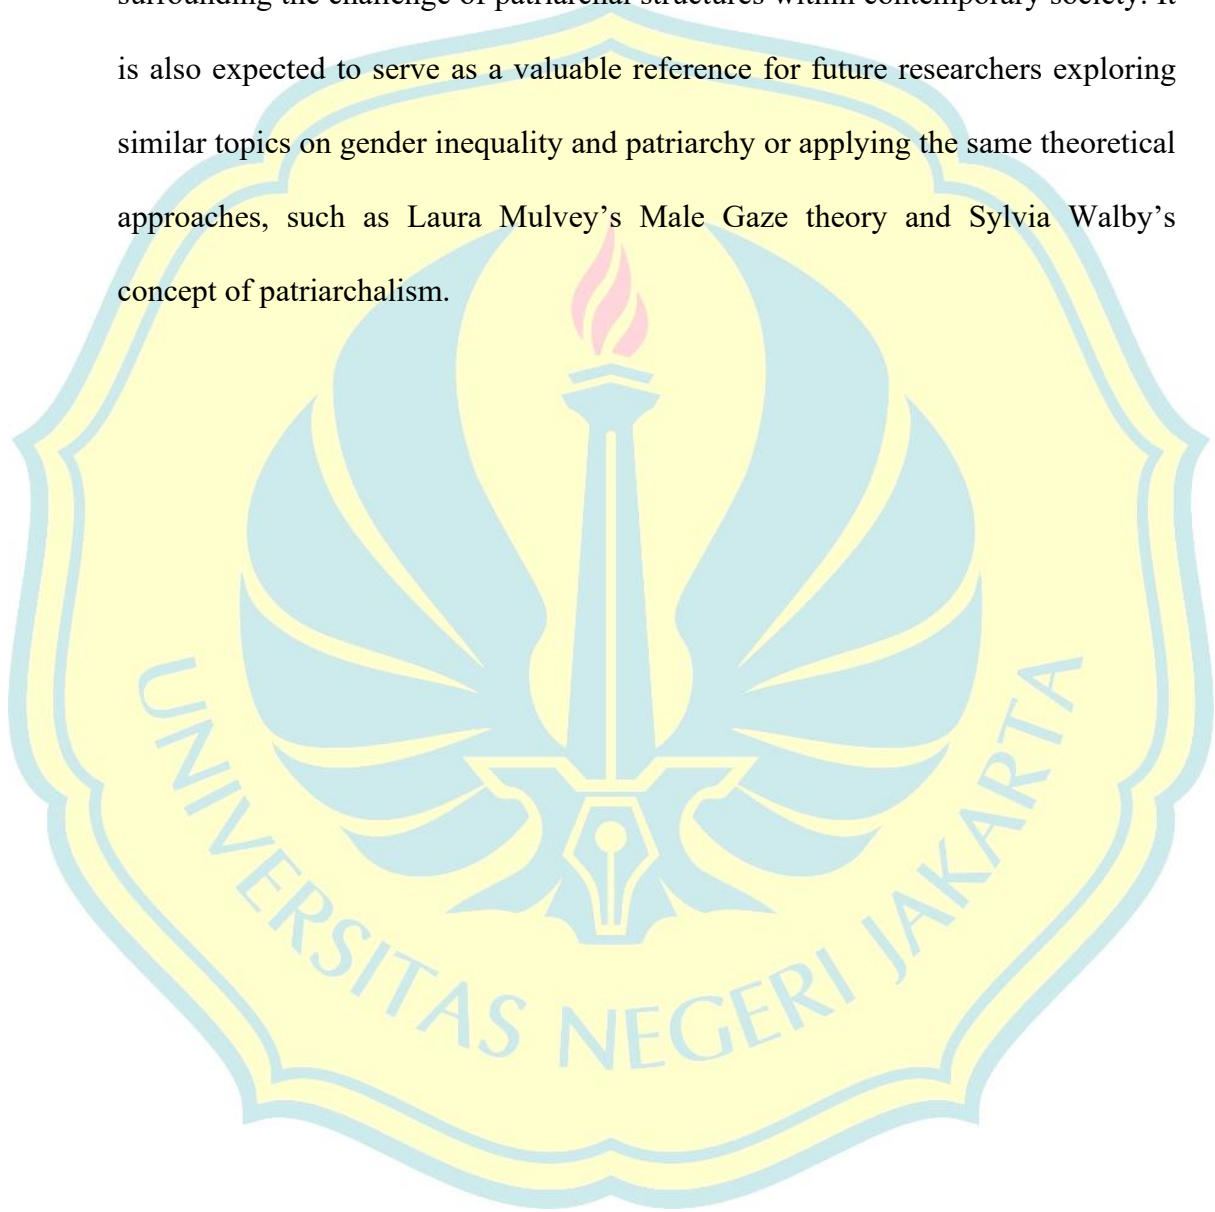 surrounding the challenge of patriarchal structures within contemporary society. It
is also expected to serve as a valuable reference for future researchers exploring
similar topics on gender inequality and patriarchy or applying the same theoretical
approaches, such as Laura Mulvey’s Male Gaze theory and Sylvia Walby’s
concept of patriarchalism.
UNIVERSITAS NEGERI JAKARTA